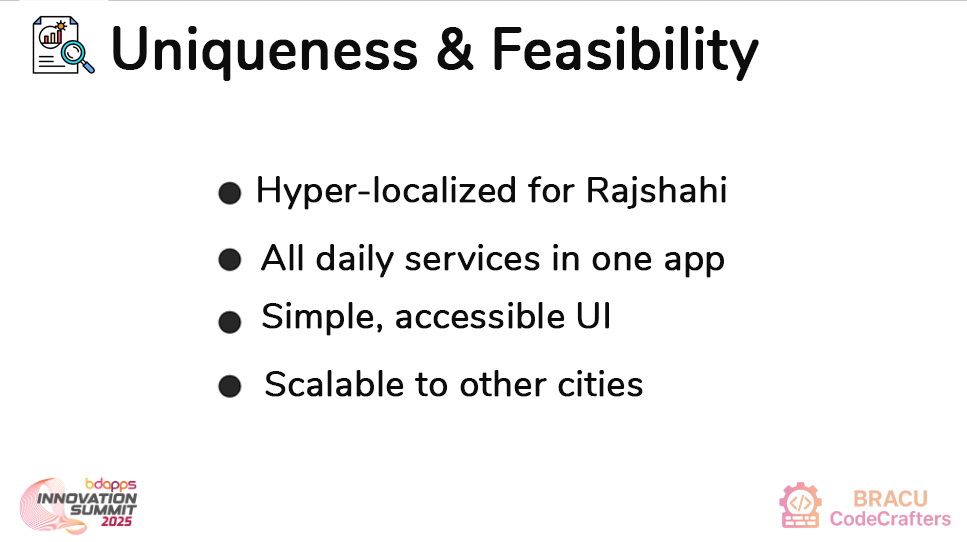 Uniqueness & Feasibility
Hyper-localized for Rajshahi
All daily services in one app
Simple, accessible UI
Scalable to other cities
bdapps
INNOVATION
SUMMIT
2025
BRACU
CodeCrafters